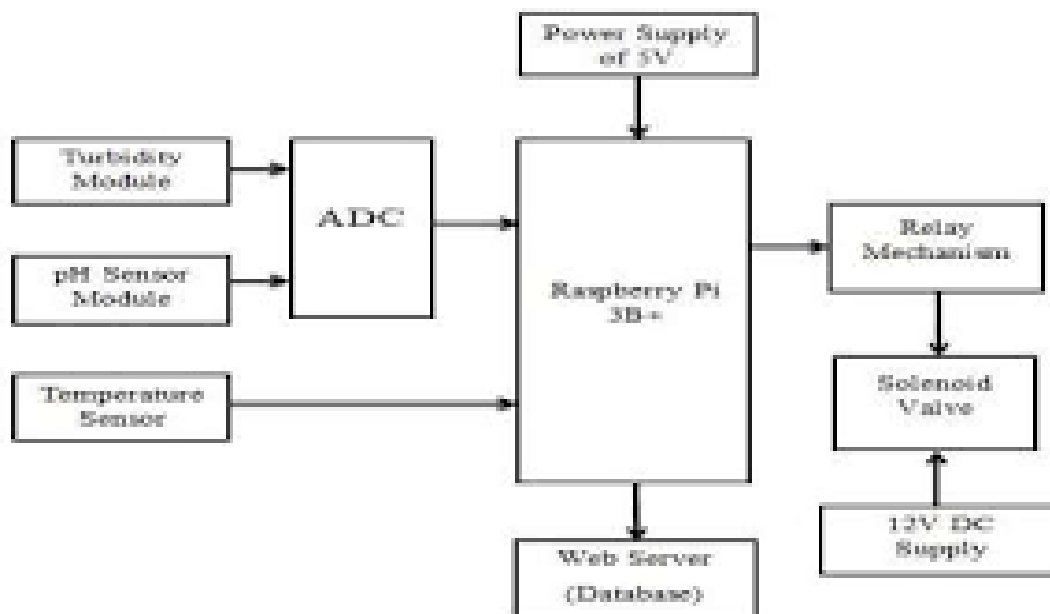 Power Supply
of 5V
Turbidity
Module
ADC
pH Sensor
Module
Temperature
Sensor
Raspberry Pi
3B+
Relay
Mechanism
Solenoid
Valve
12V DC
Supply
Web Server
(Database)